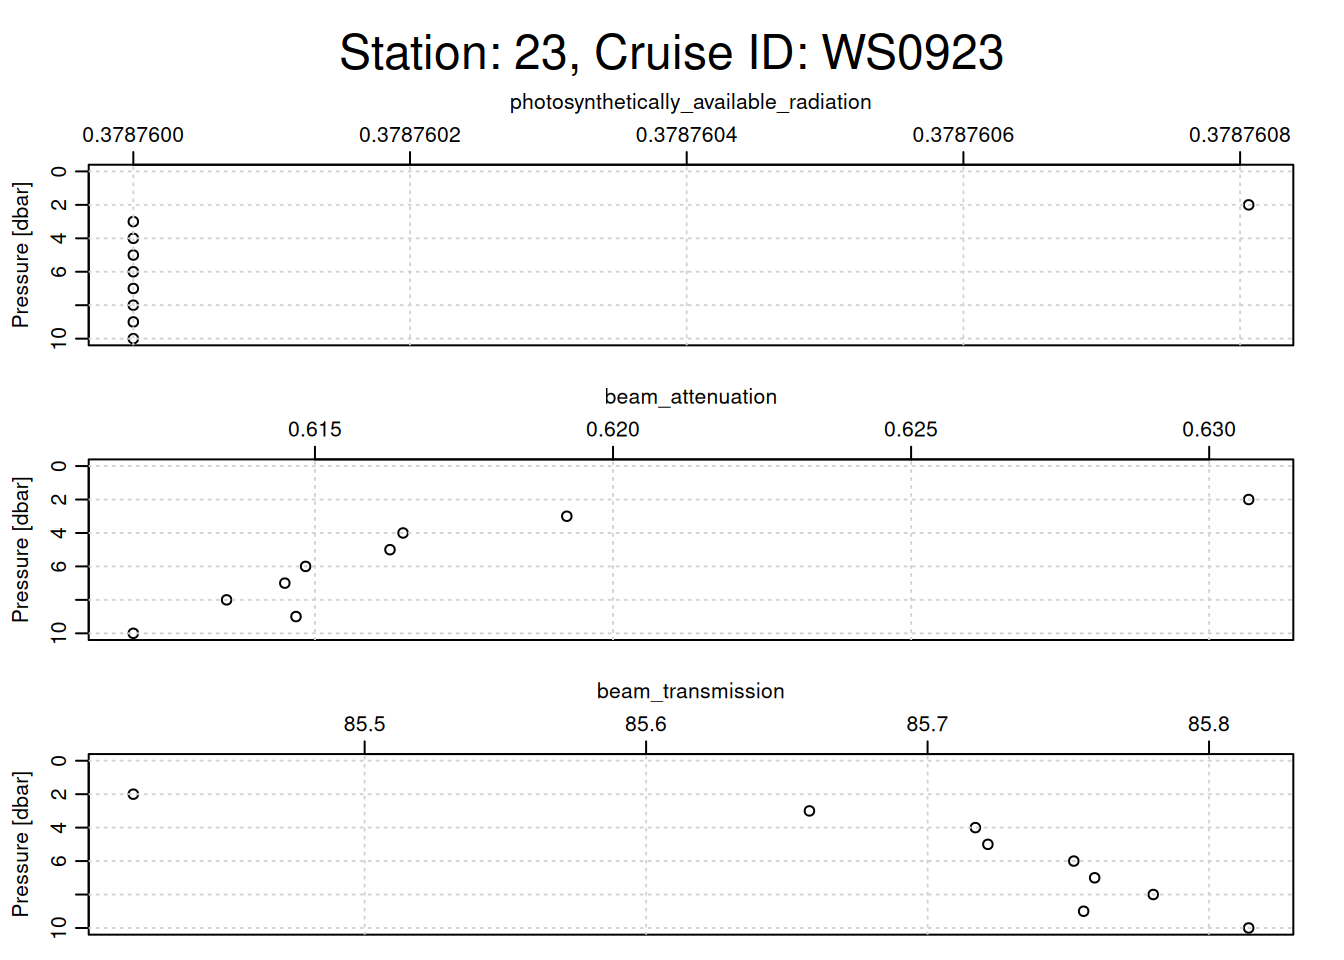 Station: 23, Cruise ID: WS0923
photosynthetically_available_radiation
0.3787600 0.3787602 0.3787604 0.3787606 0.3787608
Pressure [dbar]
0
2
4
6
10
beam_attenuation
0.615 0.620 0.625 0.630
Pressure [dbar]
0
2
4
6
10
beam_transmission
85.5 85.6 85.7 85.8
Pressure [dbar]
0
2
4
6
10